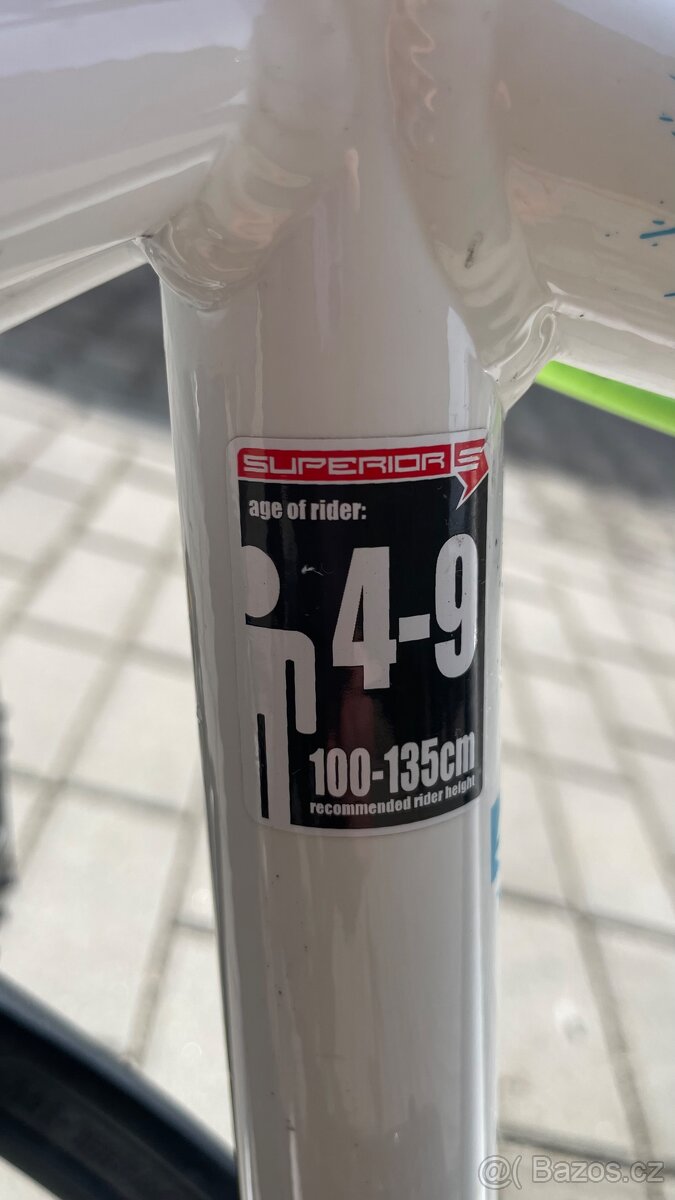 SUPERIOR S
age of rider:
4-9
100-135cm
recommended rider height
@( Bazos.cz